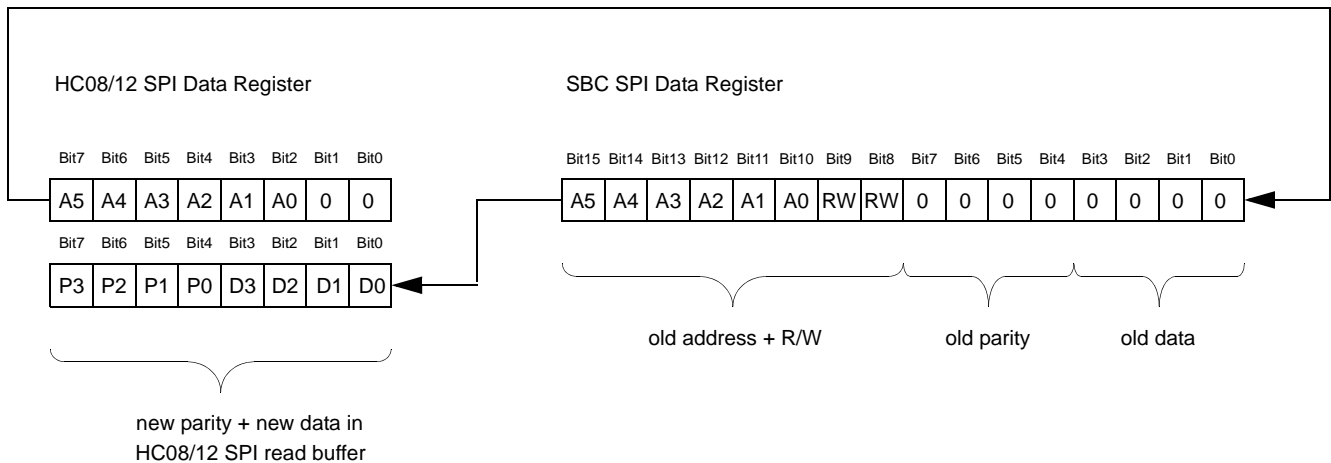 HC08/12 SPI Data Register
SBC SPI Data Register
Bit7 Bit6 Bit5 Bit4 Bit3 Bit2 Bit1 Bit0
Bit15 Bit14 Bit13 Bit12 Bit11 Bit10 Bit9 Bit8 Bit7 Bit6 Bit5 Bit4 Bit3 Bit2 Bit1 Bit0
A5 A4 A3 A2 A1 A0 0 0
A5 A4 A3 A2 A1 A0 RW RW 0 0 0 0 0 0 0 0
Bit7 Bit6 Bit5 Bit4 Bit3 Bit2 Bit1 Bit0
P3 P2 P1 P0 D3 D2 D1 D0
old address + R/W
old parity
old data
new parity + new data in
HC08/12 SPI read buffer